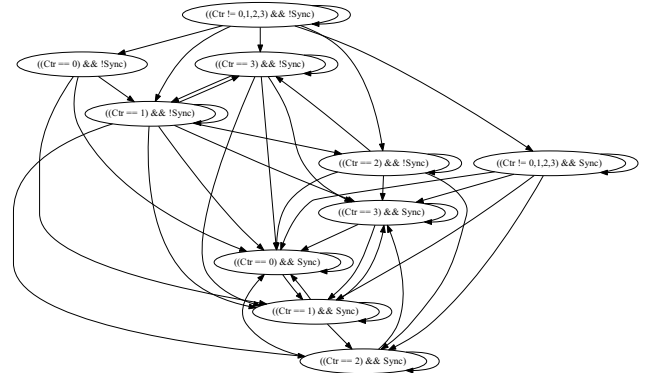 ((Ctr != 0,1,2,3) && !Sync)
((Ctr == 0) && !Sync)
((Ctr == 3) && !Sync)
((Ctr == 1) && !Sync)
((Ctr == 2) && !Sync)
((Ctr != 0,1,2,3) && Sync)
((Ctr == 3) && Sync)
((Ctr == 0) && Sync)
((Ctr == 1) && Sync)
((Ctr == 2) && Sync)